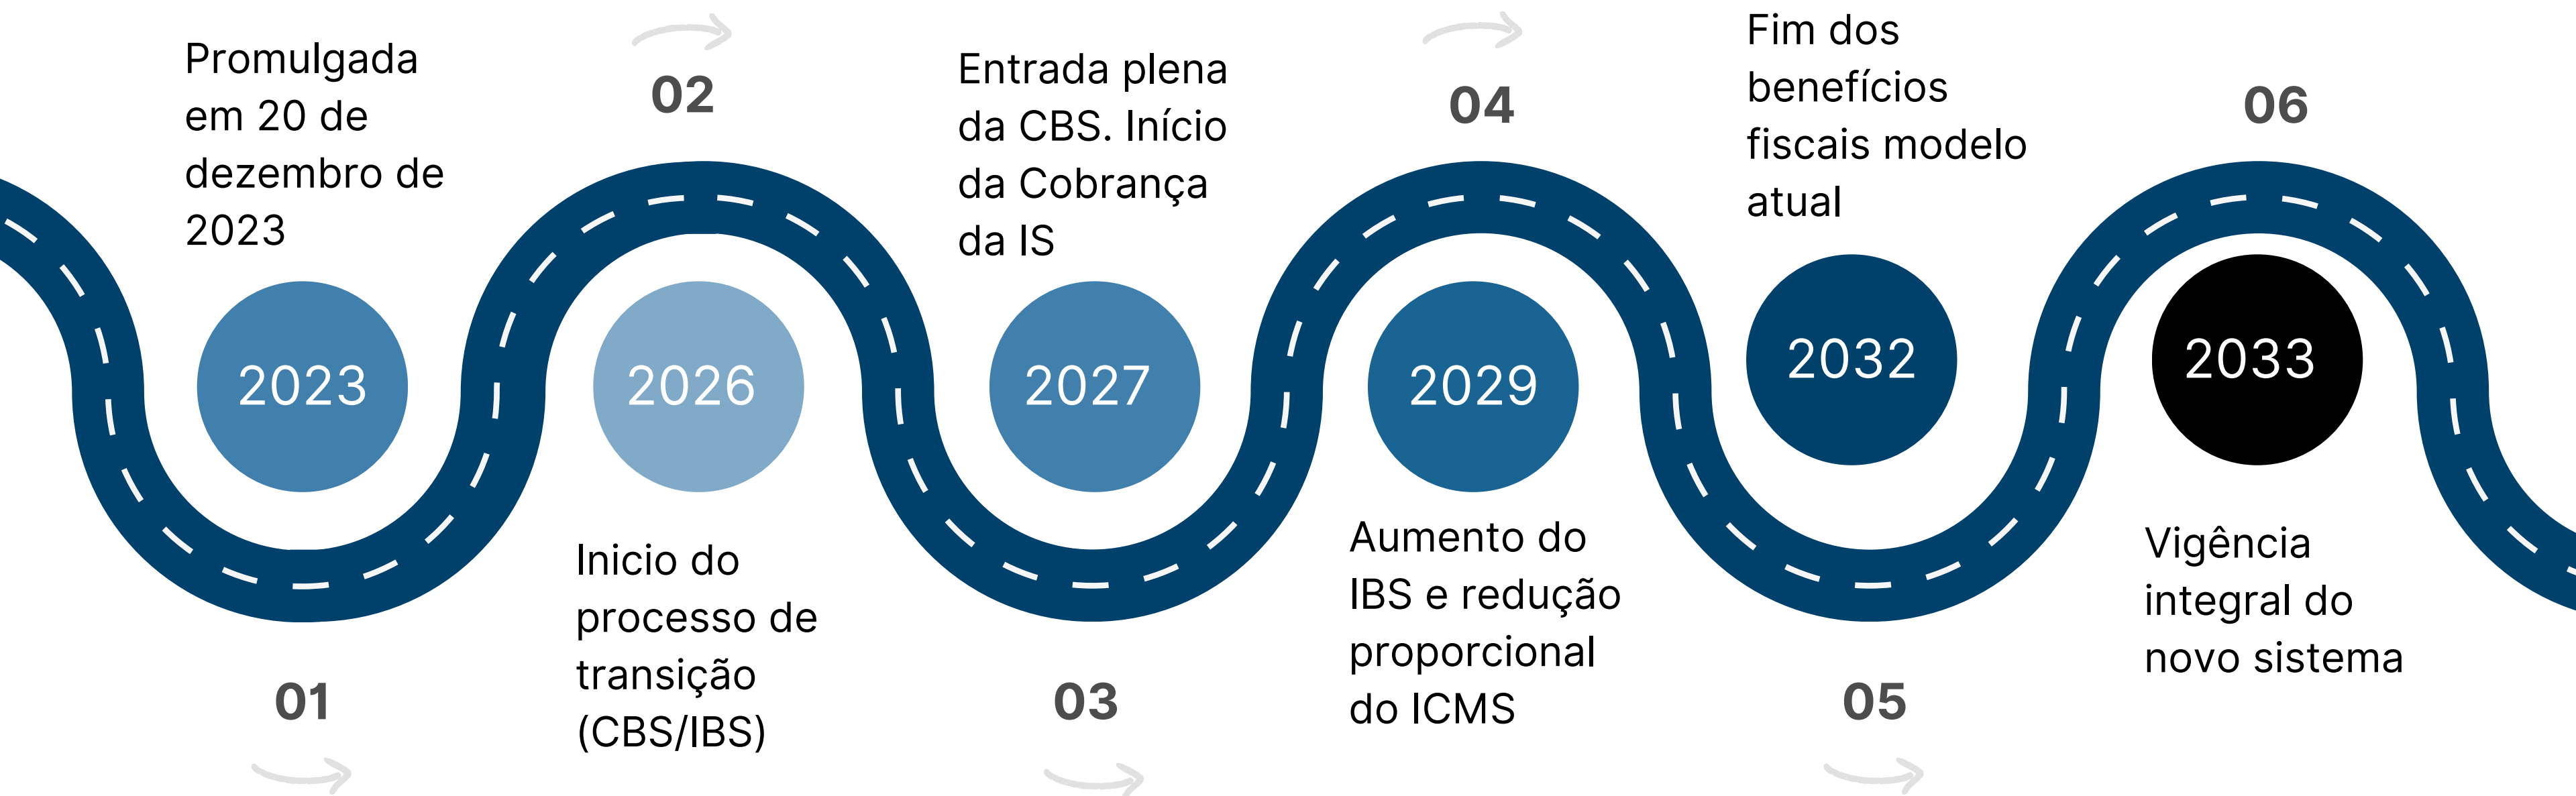 Promulgada
em 20 de
dezembro de
2023
2023
01
02
2026
Inicio do
processo de
transição
(CBS/IBS)
Entrada plena
da CBS. Início
da Cobrança
da IS
2027
03
04
2029
Aumento do
IBS e redução
proporcional
do ICMS
Fim dos
benefícios
fiscais modelo
atual
2032
05
06
2033
Vigência
integral do
novo sistema